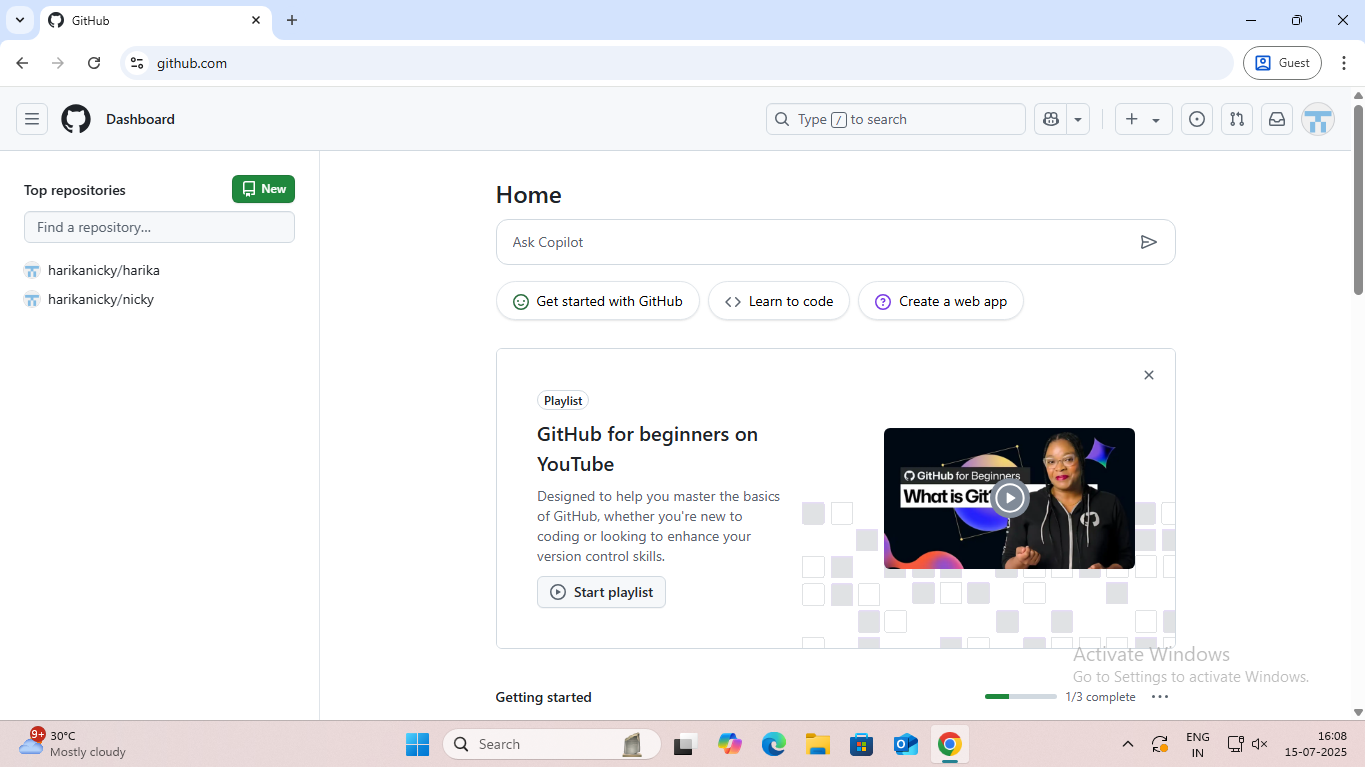 GitHub
github.com
Guest
Dashboard
Type / to search
Top repositories
New
Find a repository...
harikanicky/harika
harikanicky/nicky
Home
Ask Copilot
Get started with GitHub
Learn to code
Create a web app
Playlist
GitHub for beginners on
YouTube
Designed to help you master the basics
of GitHub, whether you're new to
coding or looking to enhance your
version control skills.
Start playlist
GitHub for Beginners
What is Git
Getting started
1/3 complete
Activate Windows
Go to Settings to activate Windows.
9+
30°C
Mostly cloudy
Search
ENG
IN
16:08
15-07-2025